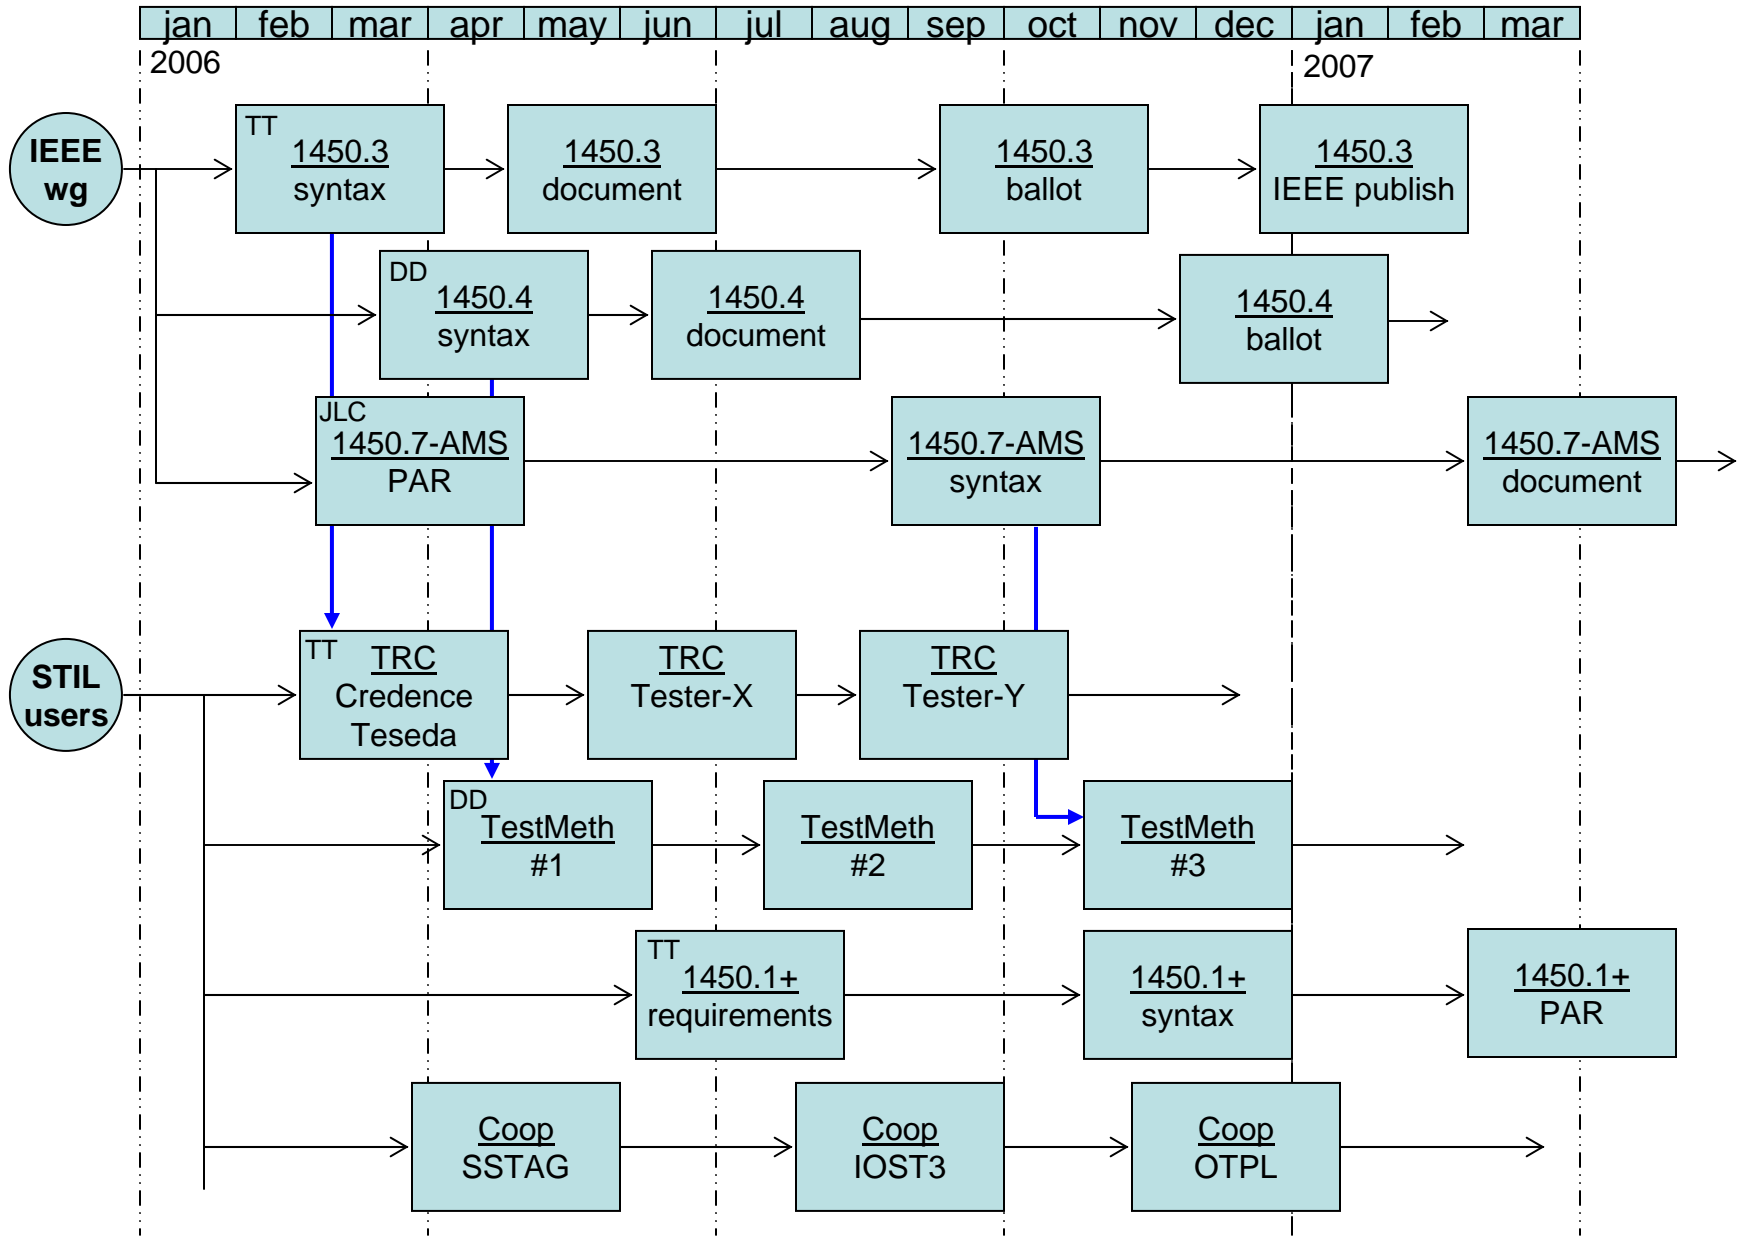 jan feb mar apr may jun jul aug sep oct nov dec jan feb mar
2006 2007
IEEE
wg
TT
1450.3
syntax
1450.3
document
1450.3
ballot
1450.3
IEEE publish
DD
1450.4
syntax
1450.4
document
1450.4
ballot
JLC
1450.7-AMS
PAR
1450.7-AMS
syntax
1450.7-AMS
document
STIL
users
TT
TRC
Credence
Teseda
TRC
Tester-X
TRC
Tester-Y
DD
TestMeth
#1
TestMeth
#2
TestMeth
#3
TT
1450.1+
requirements
1450.1+
syntax
1450.1+
PAR
Coop
SSTAG
Coop
IOST3
Coop
OTPL